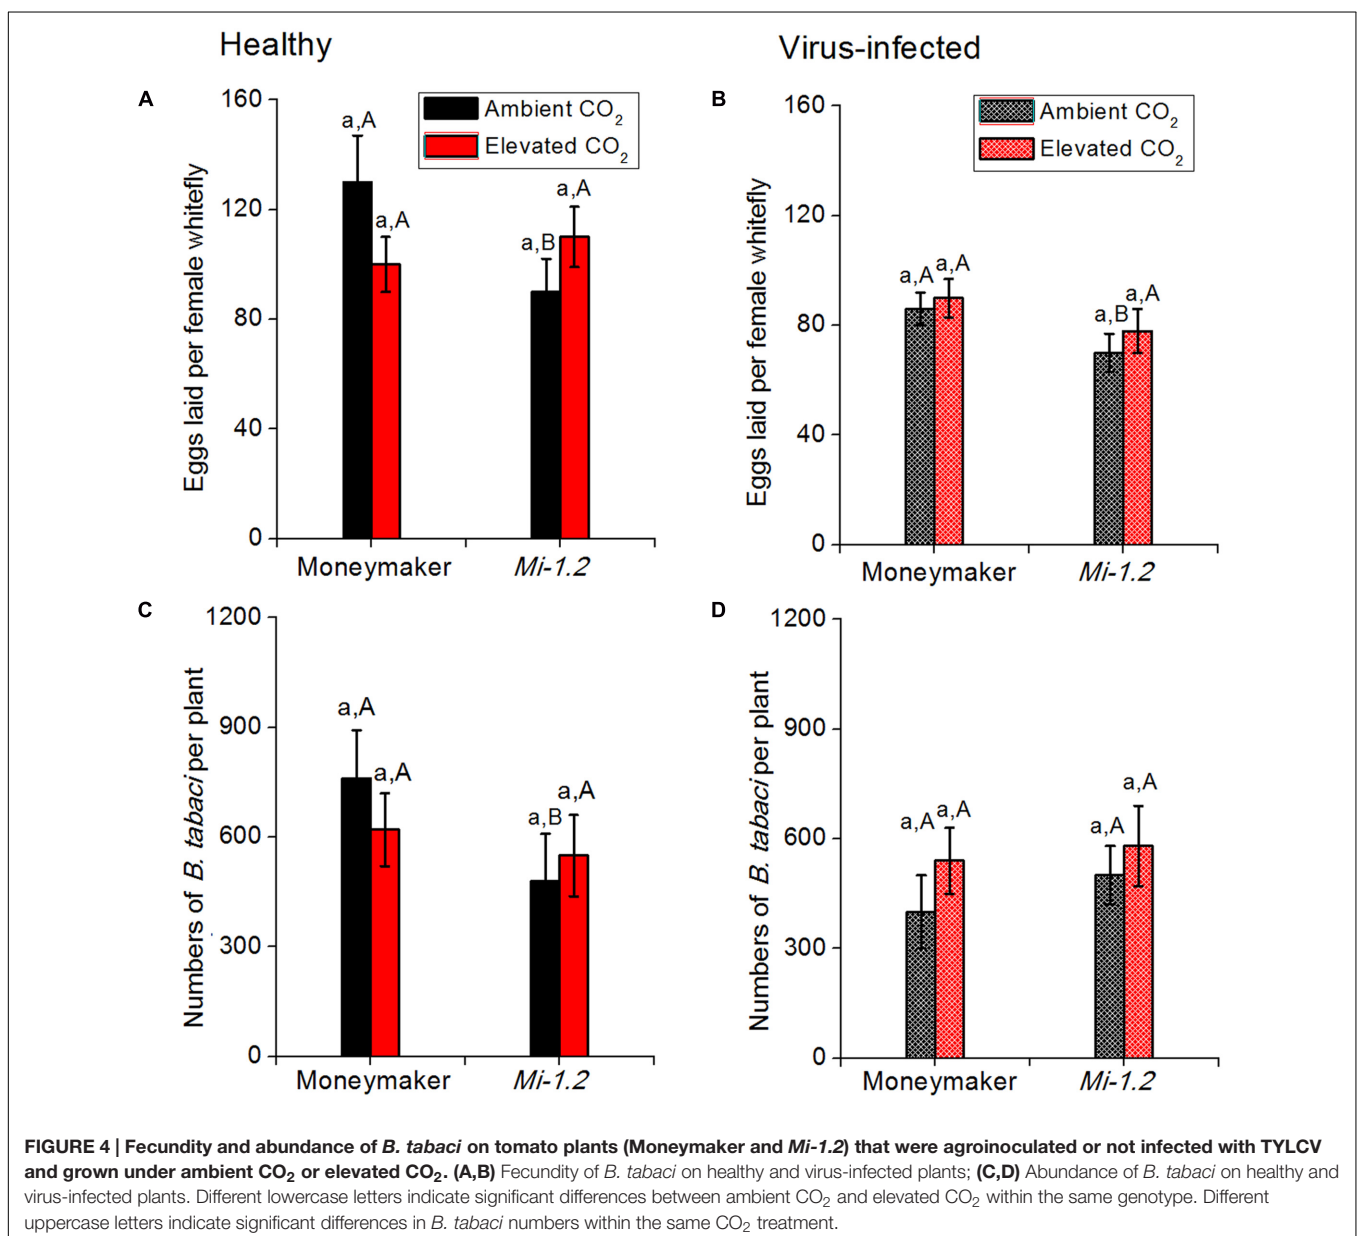 Healthy
Virus-infected
A
160
120
80
40
0
Eggs laid per female whitefly
Ambient CO2
Elevated CO2
a,A
a,A
a,B
a,A
Moneymaker
Mi-1.2
B
160
120
80
40
0
Eggs laid per female whitefly
Ambient CO2
Elevated CO2
a,A
a,A
a,B
a,A
Moneymaker
Mi-1.2
C
1200
900
600
300
0
Numbers of B. tabaci per plant
a,A
a,A
a,B
a,A
Moneymaker
Mi-1.2
D
1200
900
600
300
0
Numbers of B. tabaci per plant
a,A
a,A
a,A
a,A
Moneymaker
Mi-1.2
FIGURE 4 | Fecundity and abundance of B. tabaci on tomato plants (Moneymaker and Mi-1.2) that were agroinoculated or not infected with TYLCV
and grown under ambient CO2 or elevated CO2. (A,B) Fecundity of B. tabaci on healthy and virus-infected plants; (C,D) Abundance of B. tabaci on healthy and
virus-infected plants. Different lowercase letters indicate significant differences between ambient CO2 and elevated CO2 within the same genotype. Different
uppercase letters indicate significant differences in B. tabaci numbers within the same CO2 treatment.